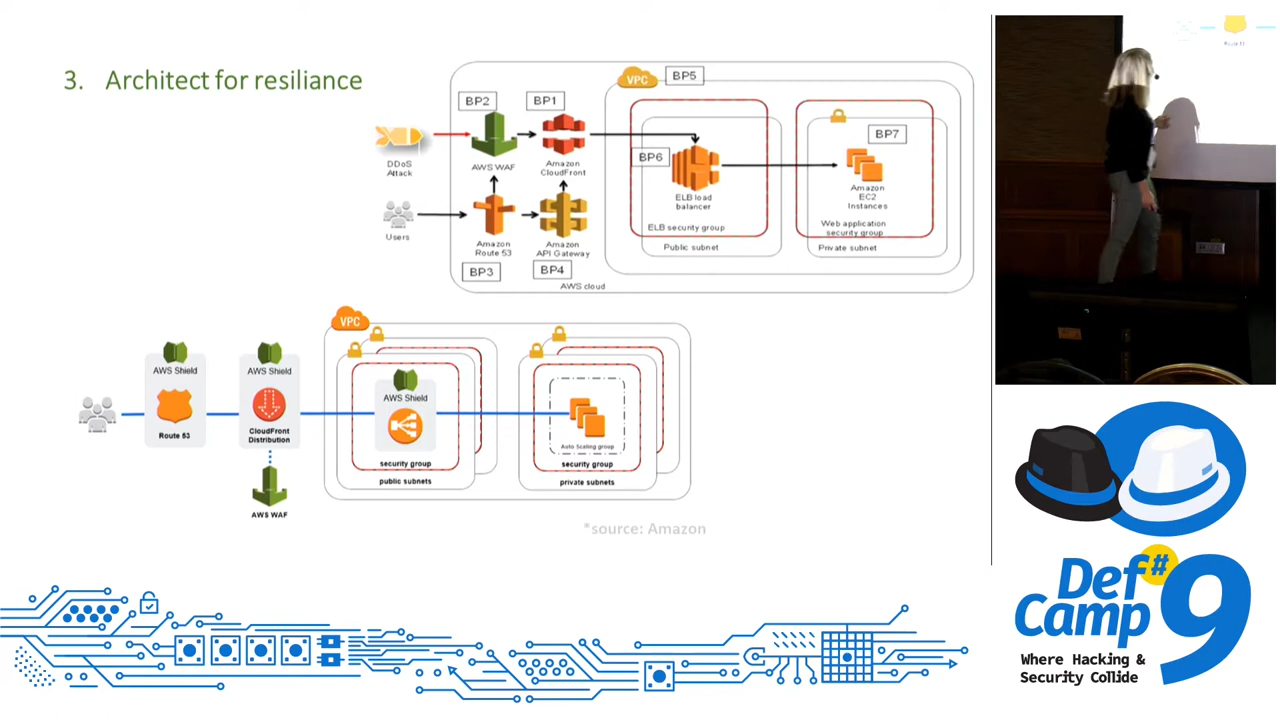 3. Architect for resiliance
VPC
BP5
BP2
BP1
BP7
BP6
DDoS
Attack
AWS WAF
Amazon
CloudFront
ELB load
balancer
Amazon
EC2
Instances
Users
Amazon
Route 53
Amazon
API Gateway
ELB security group
Public subnet
Web application
security group
Private subnet
BP3
BP4
AWS cloud
VPC
AWS Shield
Route 53
AWS Shield
CloudFront
Distribution
AWS WAF
AWS Shield
security group
public subnets
Auto Scaling group
security group
private subnets
*source: Amazon
Route 53
Def
Camp
#
9
Where Hacking &
Security Collide